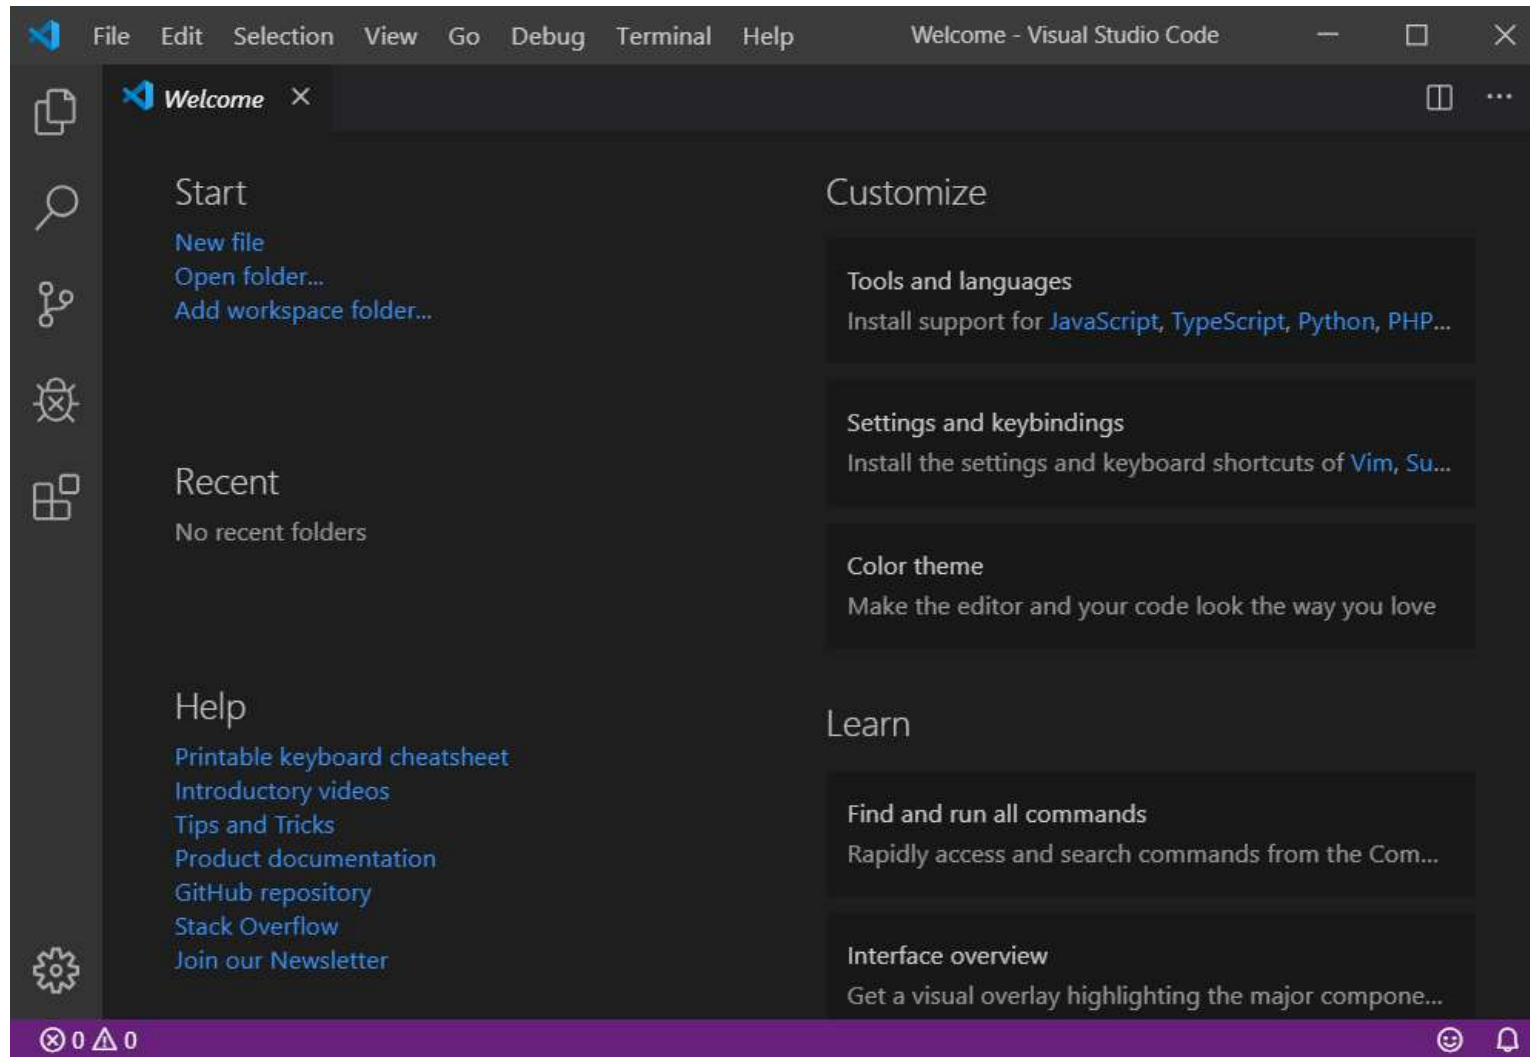 File Edit Selection View Go Debug Terminal Help Welcome - Visual Studio Code
Welcome
Start
New file
Open folder...
Add workspace folder...
Recent
No recent folders
Help
Printable keyboard cheatsheet
Introductory videos
Tips and Tricks
Product documentation
GitHub repository
Stack Overflow
Join our Newsletter
Customize
Tools and languages
Install support for JavaScript, TypeScript, Python, PHP...
Settings and keybindings
Install the settings and keyboard shortcuts of Vim, Su...
Color theme
Make the editor and your code look the way you love
Learn
Find and run all commands
Rapidly access and search commands from the Com...
Interface overview
Get a visual overlay highlighting the major compone...
0 0